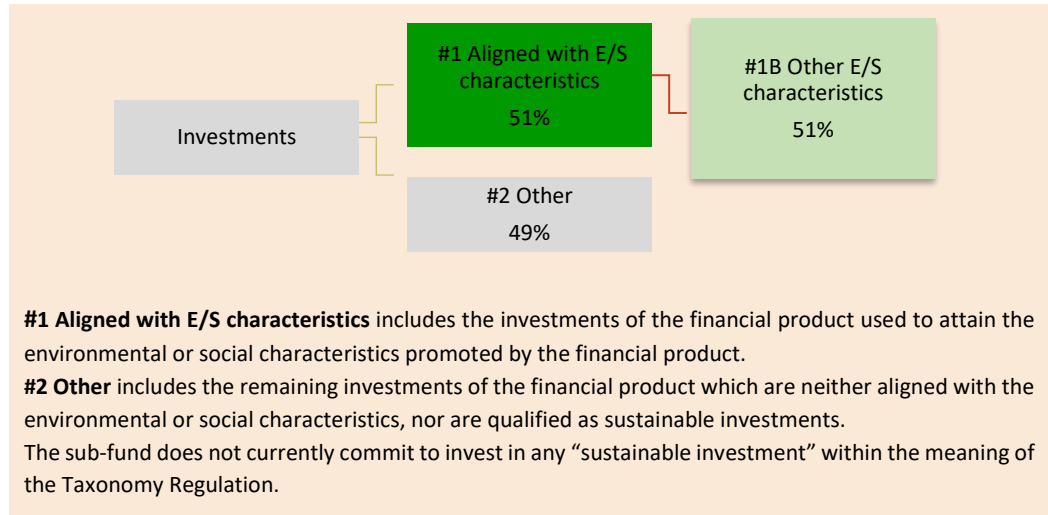 Investments
#1 Aligned with E/S
characteristics
51%
#1B Other E/S
characteristics
51%
#2 Other
49%
#1 Aligned with E/S characteristics includes the investments of the financial product used to attain the
environmental or social characteristics promoted by the financial product.
#2 Other includes the remaining investments of the financial product which are neither aligned with the
environmental or social characteristics, nor are qualified as sustainable investments.
The sub-fund does not currently commit to invest in any “sustainable investment” within the meaning of
the Taxonomy Regulation.